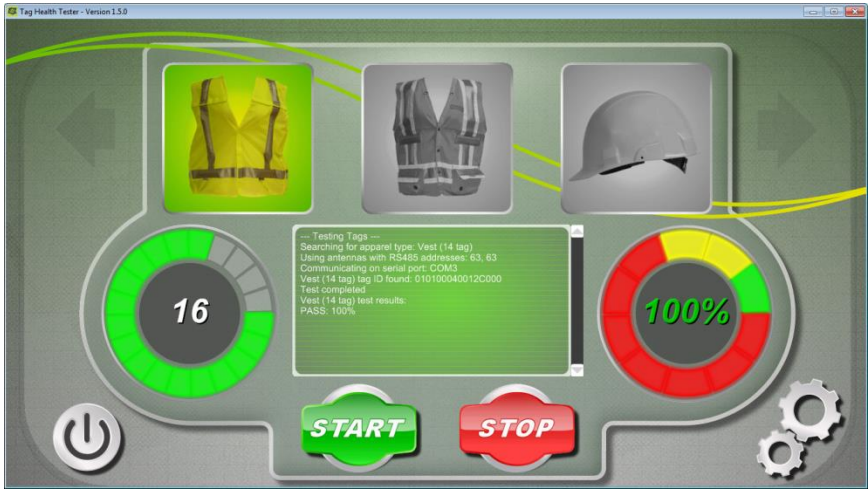 Tag Health Tester - Version 1.5.0
--- Testing Tags ---
Searching for apparel type: Vest (14 tag)
Using antennas with RS485 addresses: 63, 63
Communicating on serial port: COM3
Vest (14 tag) tag ID found: 010100040012C000
Test completed
Vest (14 tag) test results:
PASS: 100%
16
100%
START
STOP